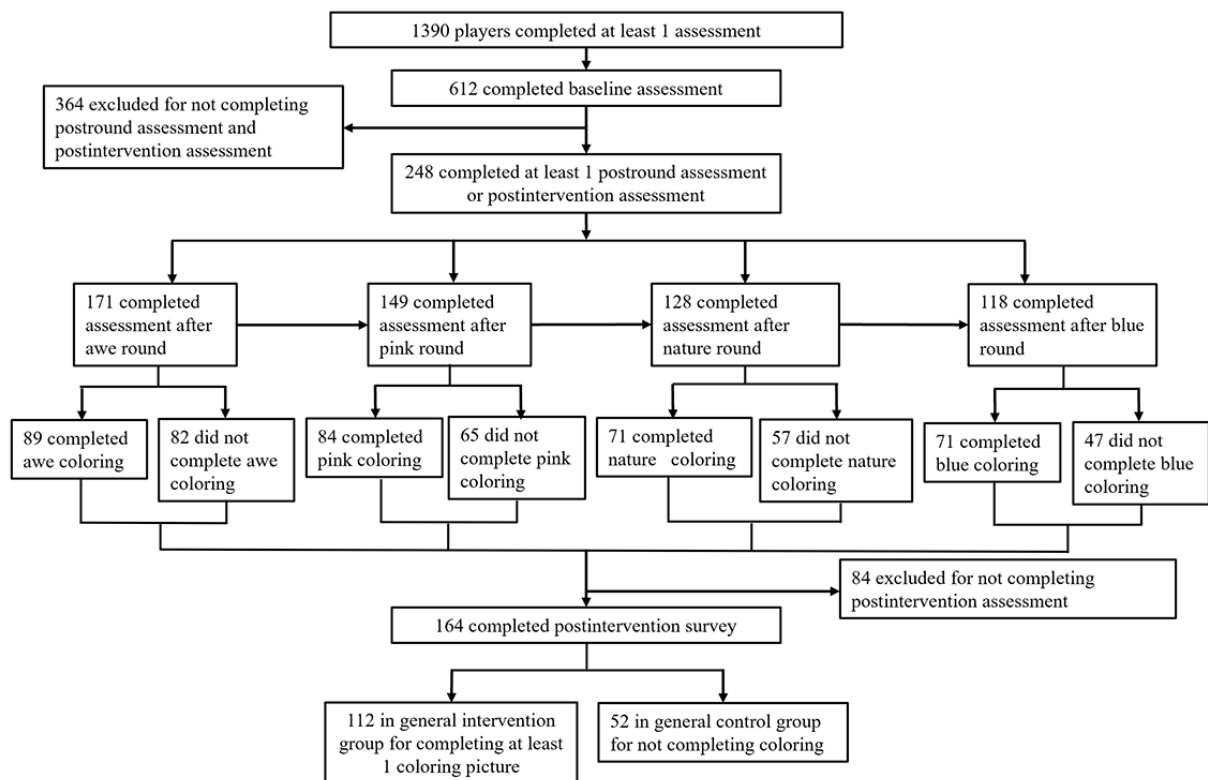 1390 players completed at least 1 assessment
612 completed baseline assessment
364 excluded for not completing
postround assessment and
postintervention assessment
248 completed at least 1 postround assessment
or postintervention assessment
171 completed
assessment after
awe round
149 completed
assessment after
pink round
128 completed
assessment after
nature round
118 completed
assessment after blue
round
89 completed
awe coloring
82 did not
complete awe
coloring
84 completed
pink coloring
65 did not
complete pink
coloring
71 completed
nature coloring
57 did not
complete nature
coloring
71 completed
blue coloring
47 did not
complete blue
coloring
84 excluded for not completing
postintervention assessment
164 completed postintervention survey
112 in general intervention
group for completing at least
1 coloring picture
52 in general control group
for not completing coloring